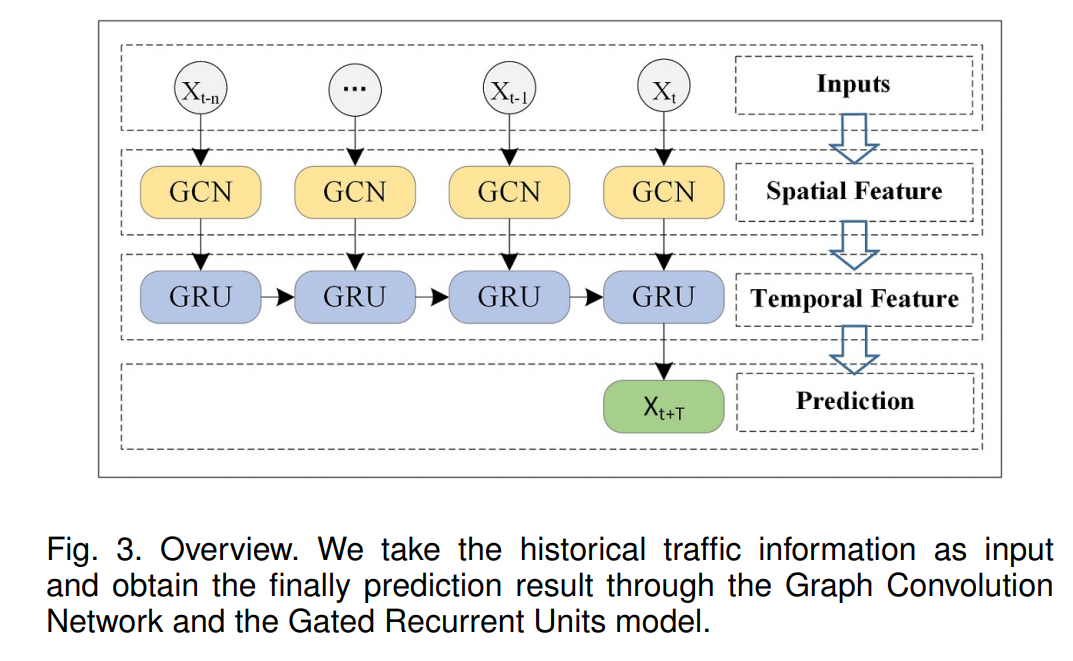 X_{t-n} ... X_{t-1} X_t Inputs
GCN GCN GCN GCN Spatial Feature
GRU GRU GRU GRU Temporal Feature
X_{t+T} Prediction
Fig. 3. Overview. We take the historical traffic information as input
and obtain the finally prediction result through the Graph Convolution
Network and the Gated Recurrent Units model.